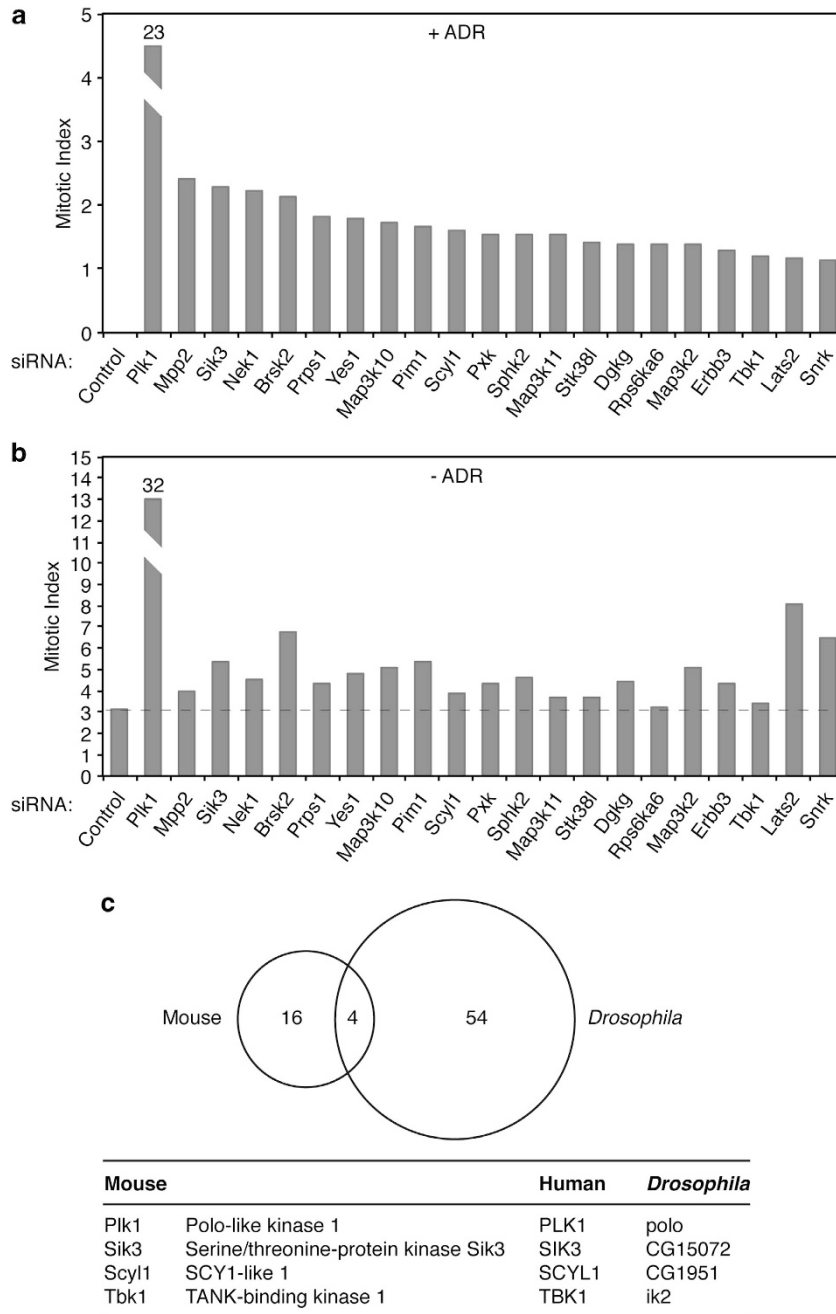 a
+ ADR
23
Mitotic Index
5
4
3
2
1
0
siRNA:
Control
Plk1
Mpp2
Sik3
Nek1
Brsk2
Prps1
Yes1
Map3k10
Pim1
Scyl1
Pxk
Sphk2
Map3k11
Stk38l
Dgkg
Rps6ka6
Map3k2
Erbb3
Tbk1
Lats2
Snrk
b
- ADR
32
Mitotic Index
15
14
13
12
11
10
9
8
7
6
5
4
3
2
1
0
siRNA:
Control
Plk1
Mpp2
Sik3
Nek1
Brsk2
Prps1
Yes1
Map3k10
Pim1
Scyl1
Pxk
Sphk2
Map3k11
Stk38l
Dgkg
Rps6ka6
Map3k2
Erbb3
Tbk1
Lats2
Snrk
c
Mouse 16 4 54 Drosophila
Mouse Human Drosophila
Plk1 Polo-like kinase 1 PLK1 polo
Sik3 Serine/threonine-protein kinase Sik3 SIK3 CG15072
Scyl1 SCY1-like 1 SCYL1 CG1951
Tbk1 TANK-binding kinase 1 TBK1 ik2